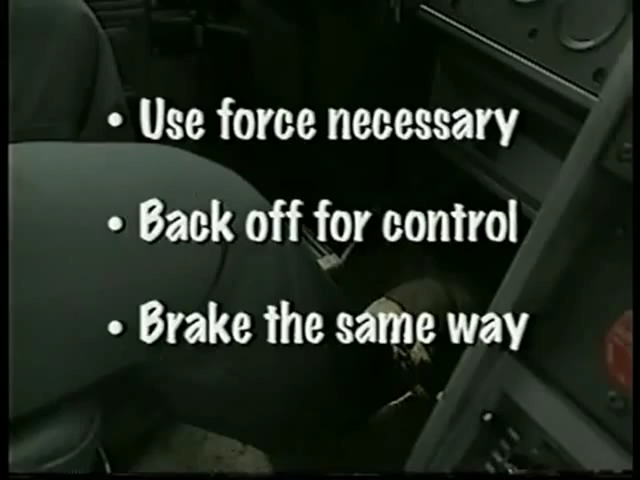 • Use force necessary
• Back off for control
• Brake the same way